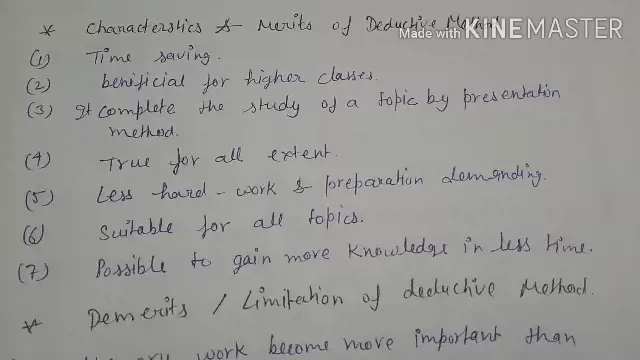 * Characterstics & Merits of Deductive Method
Made with KINEMASTER
(1) Time saving.
(2) benificial for higher classes.
(3) It complete the study of a topic by presentation
method.
(4) True for all extent.
(5) Less hard-work & preparation demanding.
(6) Suitable for all topics.
(7) Possible to gain more knowledge in less time.
* Demerits / Limitation of deductive Method.
work become more important than